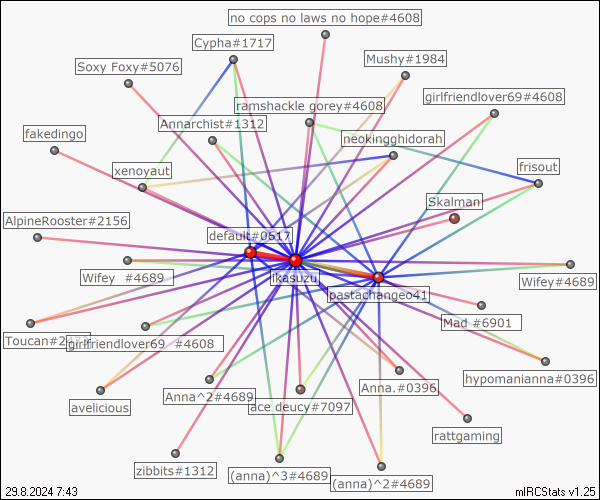 no cops no laws no hope#4608
Cypha#1717
Soxy Foxy#5076
Mushy#1984
girlfriendlover69#4608
ramshackle gorey#4608
Annarchist#1312
fakedingo
neokingghidorah
xenoyaut
frisout
Skalman
AlpineRooster#2156
default#0617
Wifey #4689
ikasuzu
Wifey#4689
pastachangeo41
Mad #6901
Toucan#2
girlfriendlover69 #4608
hypomanianna#0396
Anna.#0396
Anna^2#4689
avelicious
ace deucy#7097
rattgaming
zibbits#1312
(anna)^3#4689
(anna)^2#4689
29.8.2024 7:43
mIRCStats v1.25